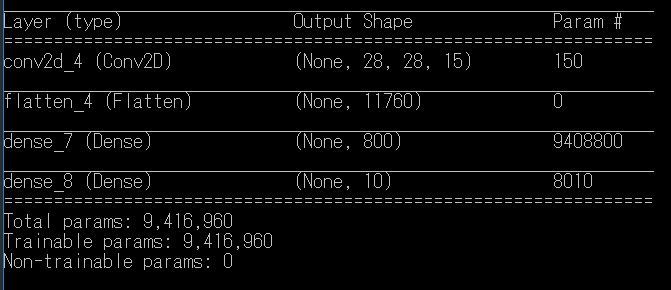 Layer (type) Output Shape Param #
=================================================================
conv2d_4 (Conv2D) (None, 28, 28, 15) 150
flatten_4 (Flatten) (None, 11760) 0
dense_7 (Dense) (None, 800) 9408800
dense_8 (Dense) (None, 10) 8010
=================================================================
Total params: 9,416,960
Trainable params: 9,416,960
Non-trainable params: 0